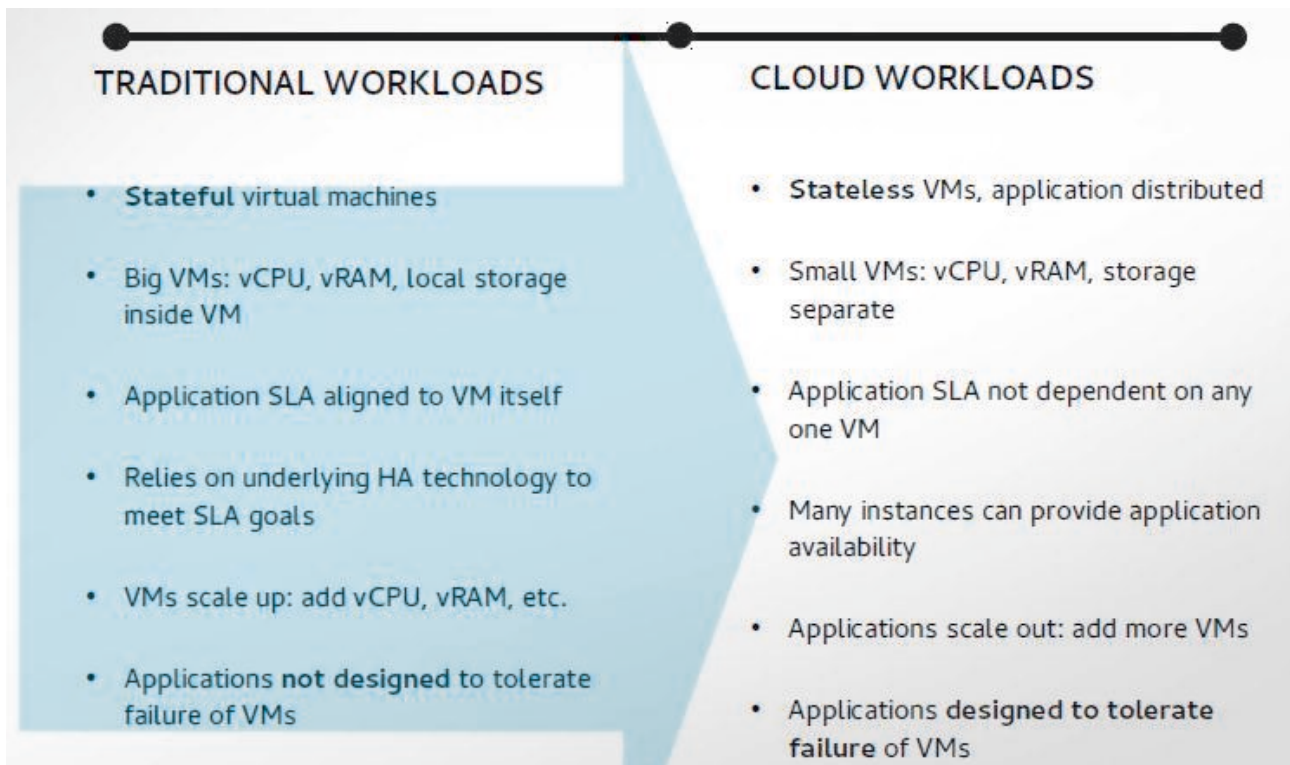 TRADITIONAL WORKLOADS
• Stateful virtual machines
• Big VMs: vCPU, vRAM, local storage
inside VM
• Application SLA aligned to VM itself
• Relies on underlying HA technology to
meet SLA goals
• VMs scale up: add vCPU, vRAM, etc.
• Applications not designed to tolerate
failure of VMs
CLOUD WORKLOADS
• Stateless VMs, application distributed
• Small VMs: vCPU, vRAM, storage
separate
• Application SLA not dependent on any
one VM
• Many instances can provide application
availability
• Applications scale out: add more VMs
• Applications designed to tolerate
failure of VMs